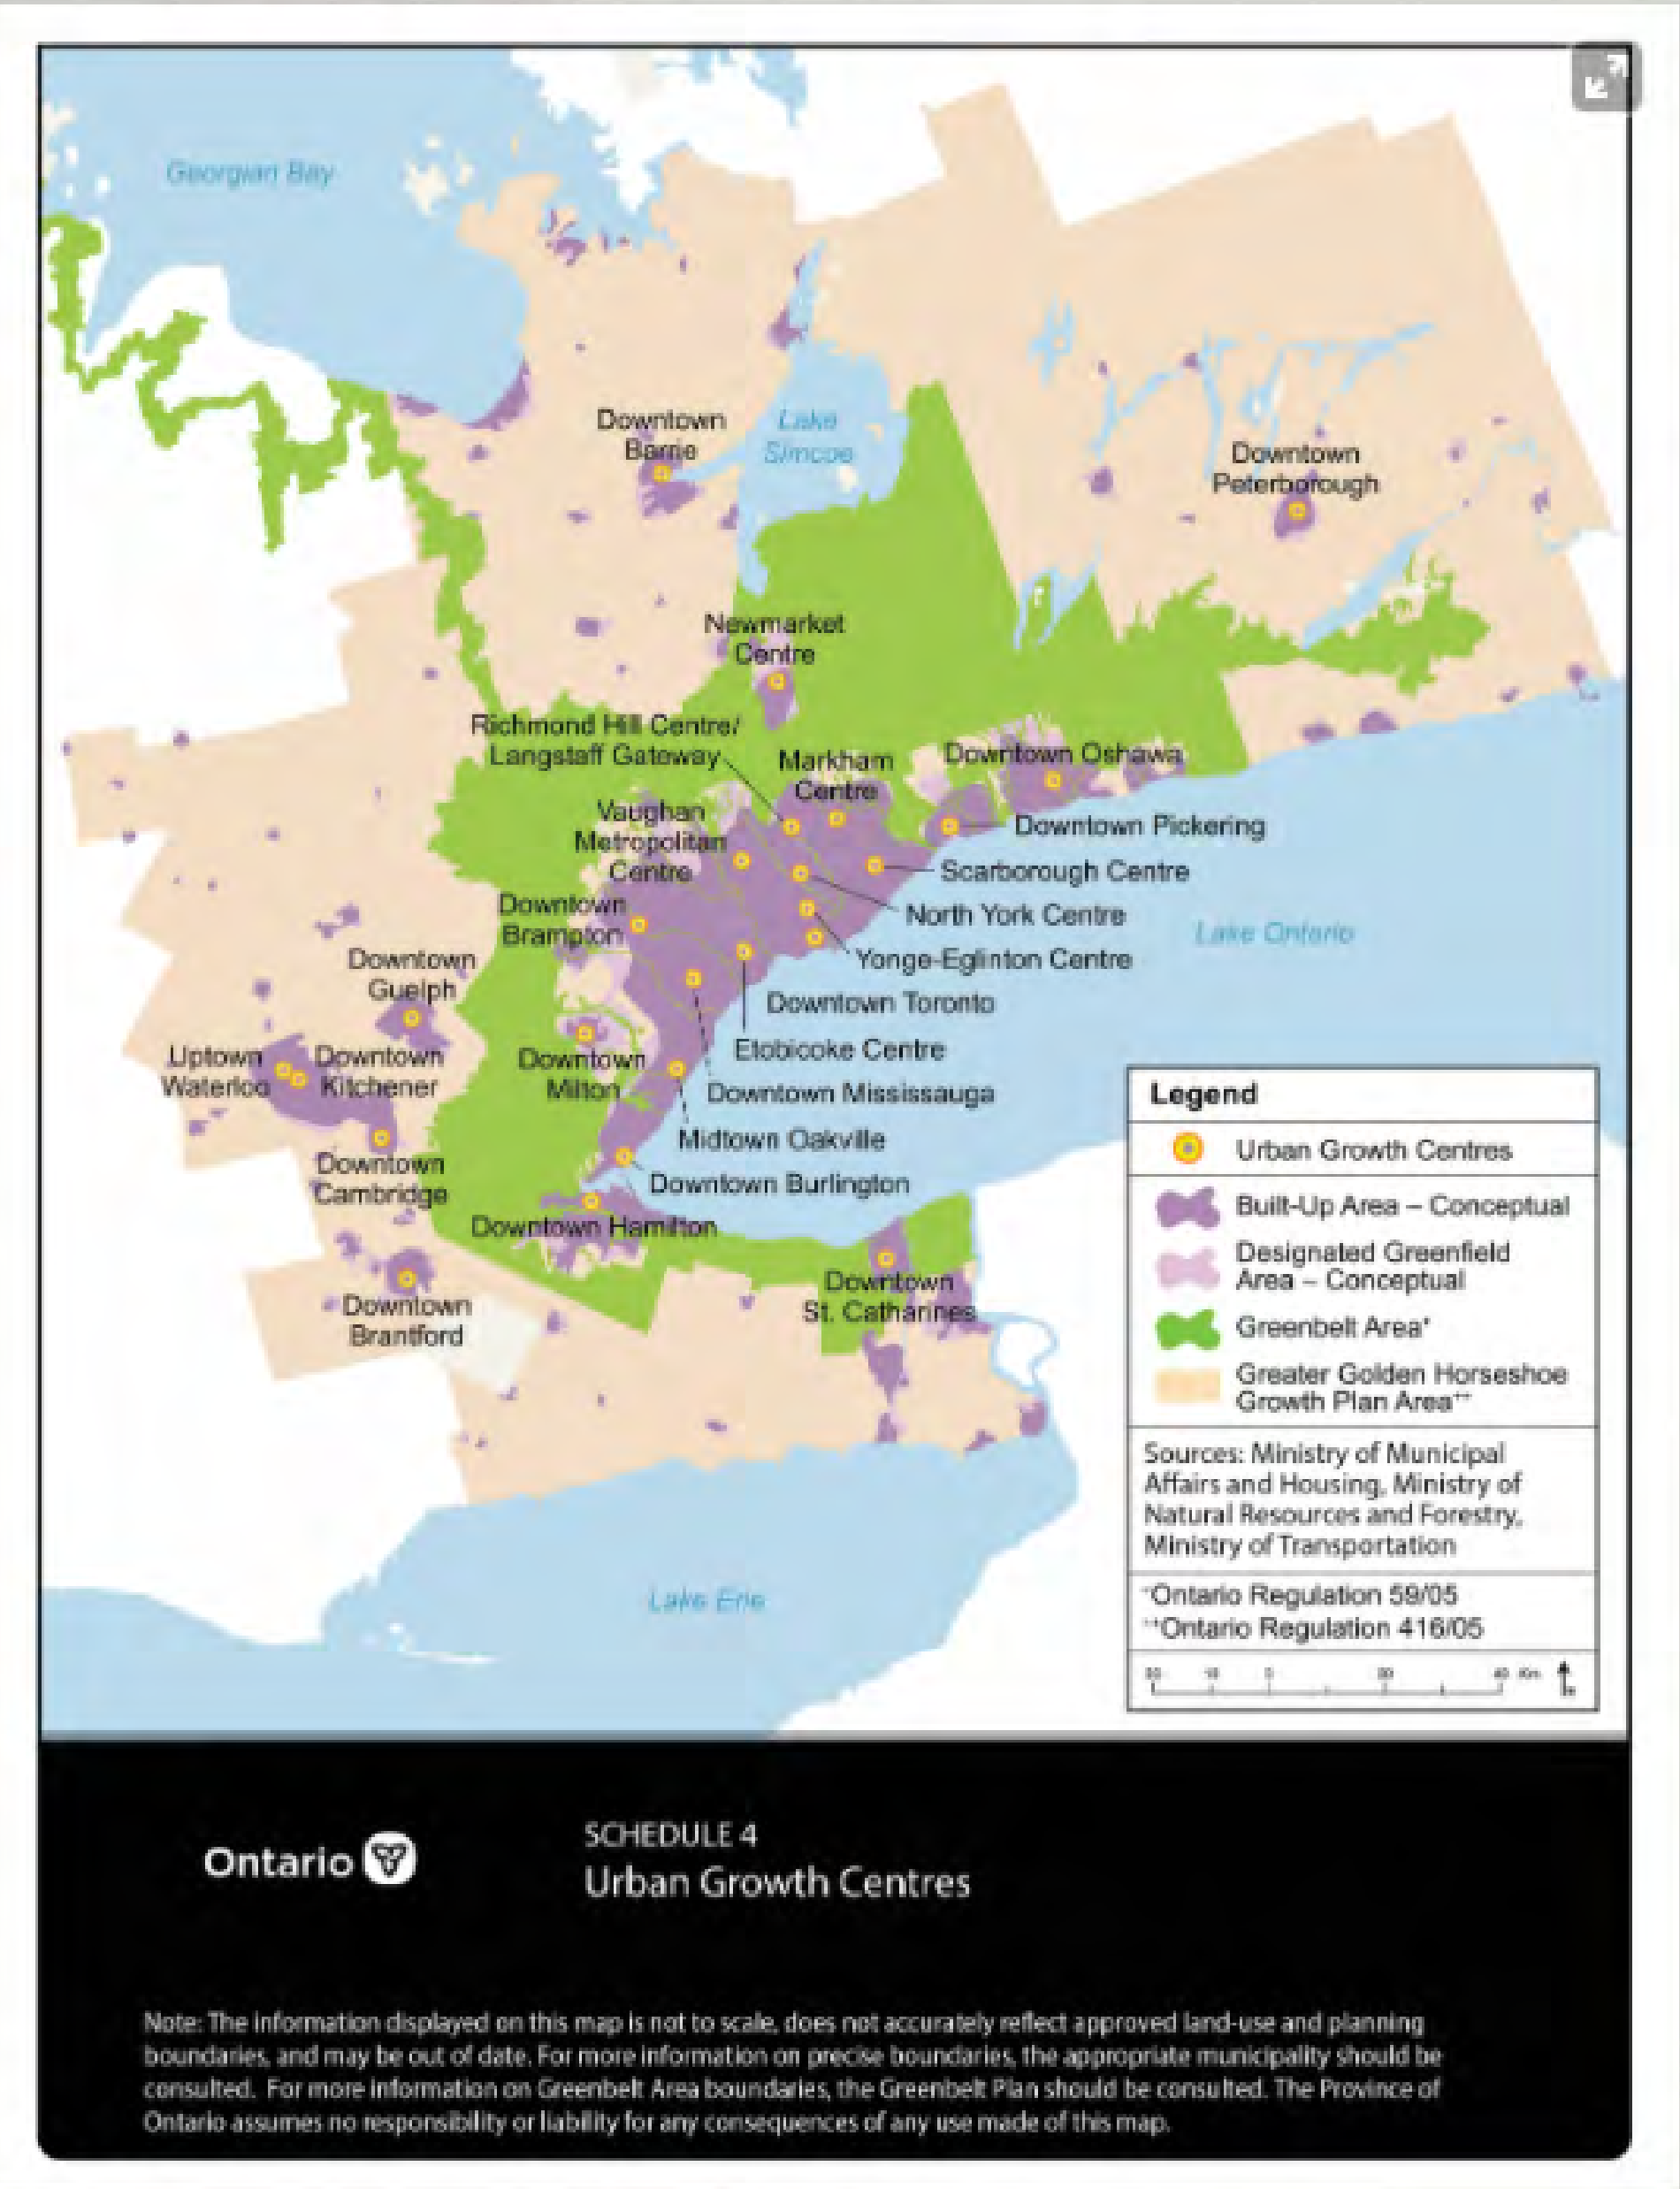 Georgian Bay
Downtown
Barrie
Lake
Simcoe
Downtown
Peterborough
Newmarket
Centre
Richmond Hill Centre/
Langstaff Gateway
Markham
Centre
Downtown Oshawa
Vaughan
Metropolitan
Centre
Downtown Pickering
Scarborough Centre
Downtown
Brampton
North York Centre
Lake Ontario
Yonge-Eglinton Centre
Downtown
Guelph
Downtown Toronto
Etobicoke Centre
Uptown
Waterloo
Downtown
Kitchener
Downtown
Milton
Downtown Mississauga
Midtown Oakville
Downtown
Cambridge
Downtown Burlington
Downtown Hamilton
Downtown
St. Catharines
Downtown
Brantford
Lake Erie
Legend
Urban Growth Centres
Built-Up Area – Conceptual
Designated Greenfield
Area – Conceptual
Greenbelt Area*
Greater Golden Horseshoe
Growth Plan Area**
Sources: Ministry of Municipal
Affairs and Housing, Ministry of
Natural Resources and Forestry,
Ministry of Transportation
*Ontario Regulation 59/05
**Ontario Regulation 416/05
Ontario
SCHEDULE 4
Urban Growth Centres
Note: The information displayed on this map is not to scale, does not accurately reflect approved land-use and planning
boundaries, and may be out of date. For more information on precise boundaries, the appropriate municipality should be
consulted. For more information on Greenbelt Area boundaries, the Greenbelt Plan should be consulted. The Province of
Ontario assumes no responsibility or liability for any consequences of any use made of this map.